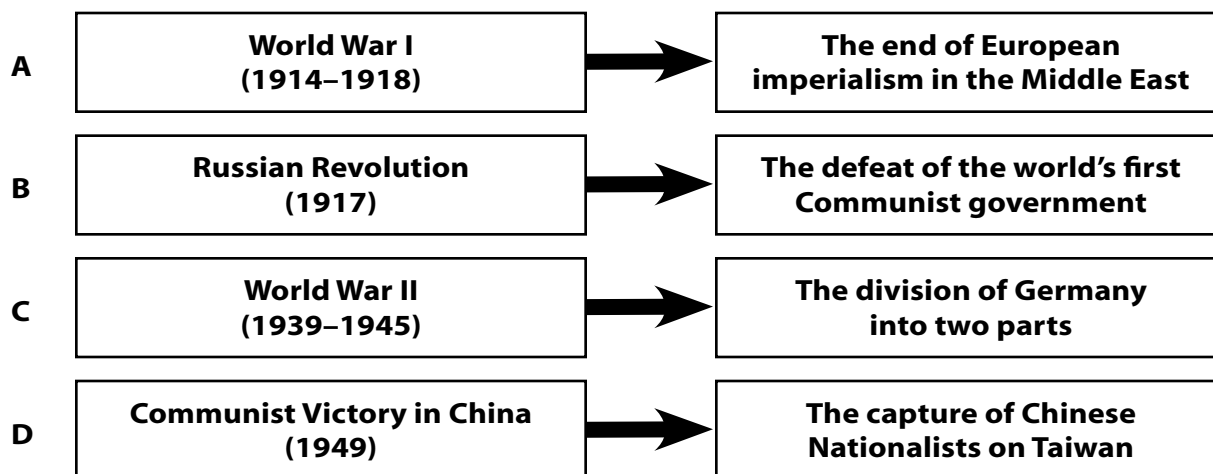 A
World War I
(1914–1918)
The end of European
imperialism in the Middle East
B
Russian Revolution
(1917)
The defeat of the world’s first
Communist government
C
World War II
(1939–1945)
The division of Germany
into two parts
D
Communist Victory in China
(1949)
The capture of Chinese
Nationalists on Taiwan